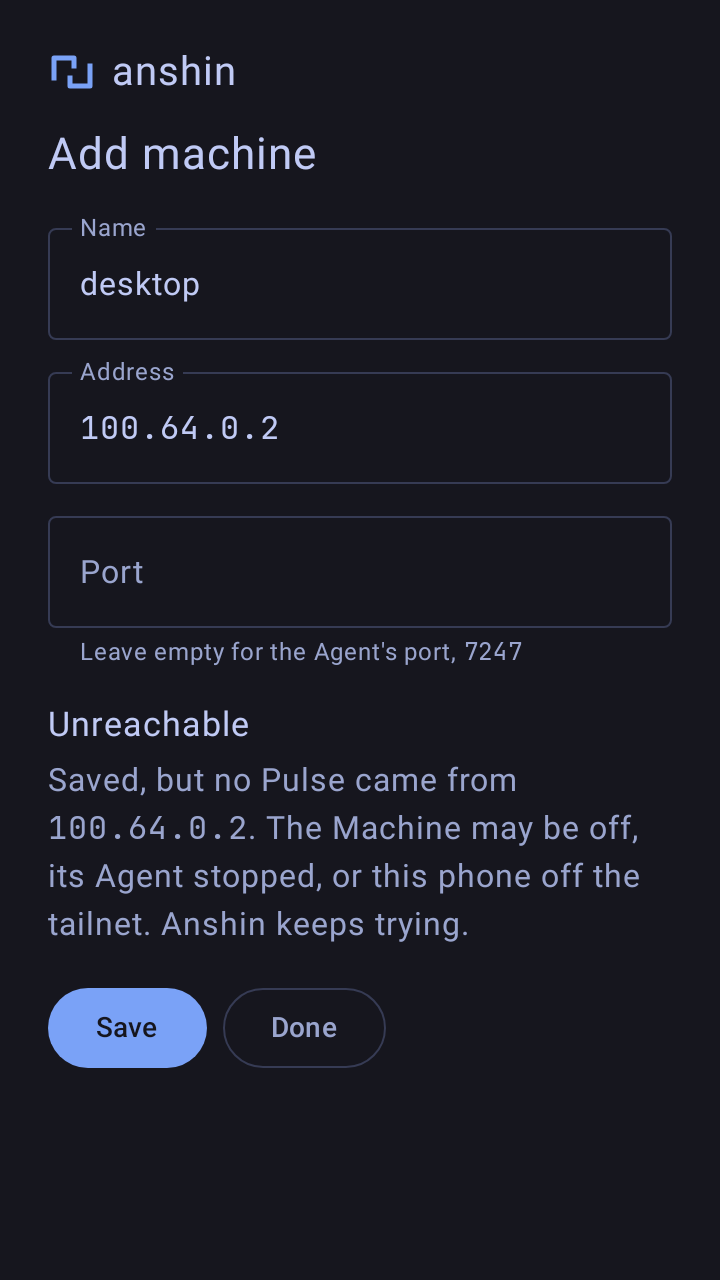 anshin
Add machine
Name
desktop
Address
100.64.0.2
Port
Leave empty for the Agent's port, 7247
Unreachable
Saved, but no Pulse came from
100.64.0.2. The Machine may be off,
its Agent stopped, or this phone off the
tailnet. Anshin keeps trying.
Save
Done